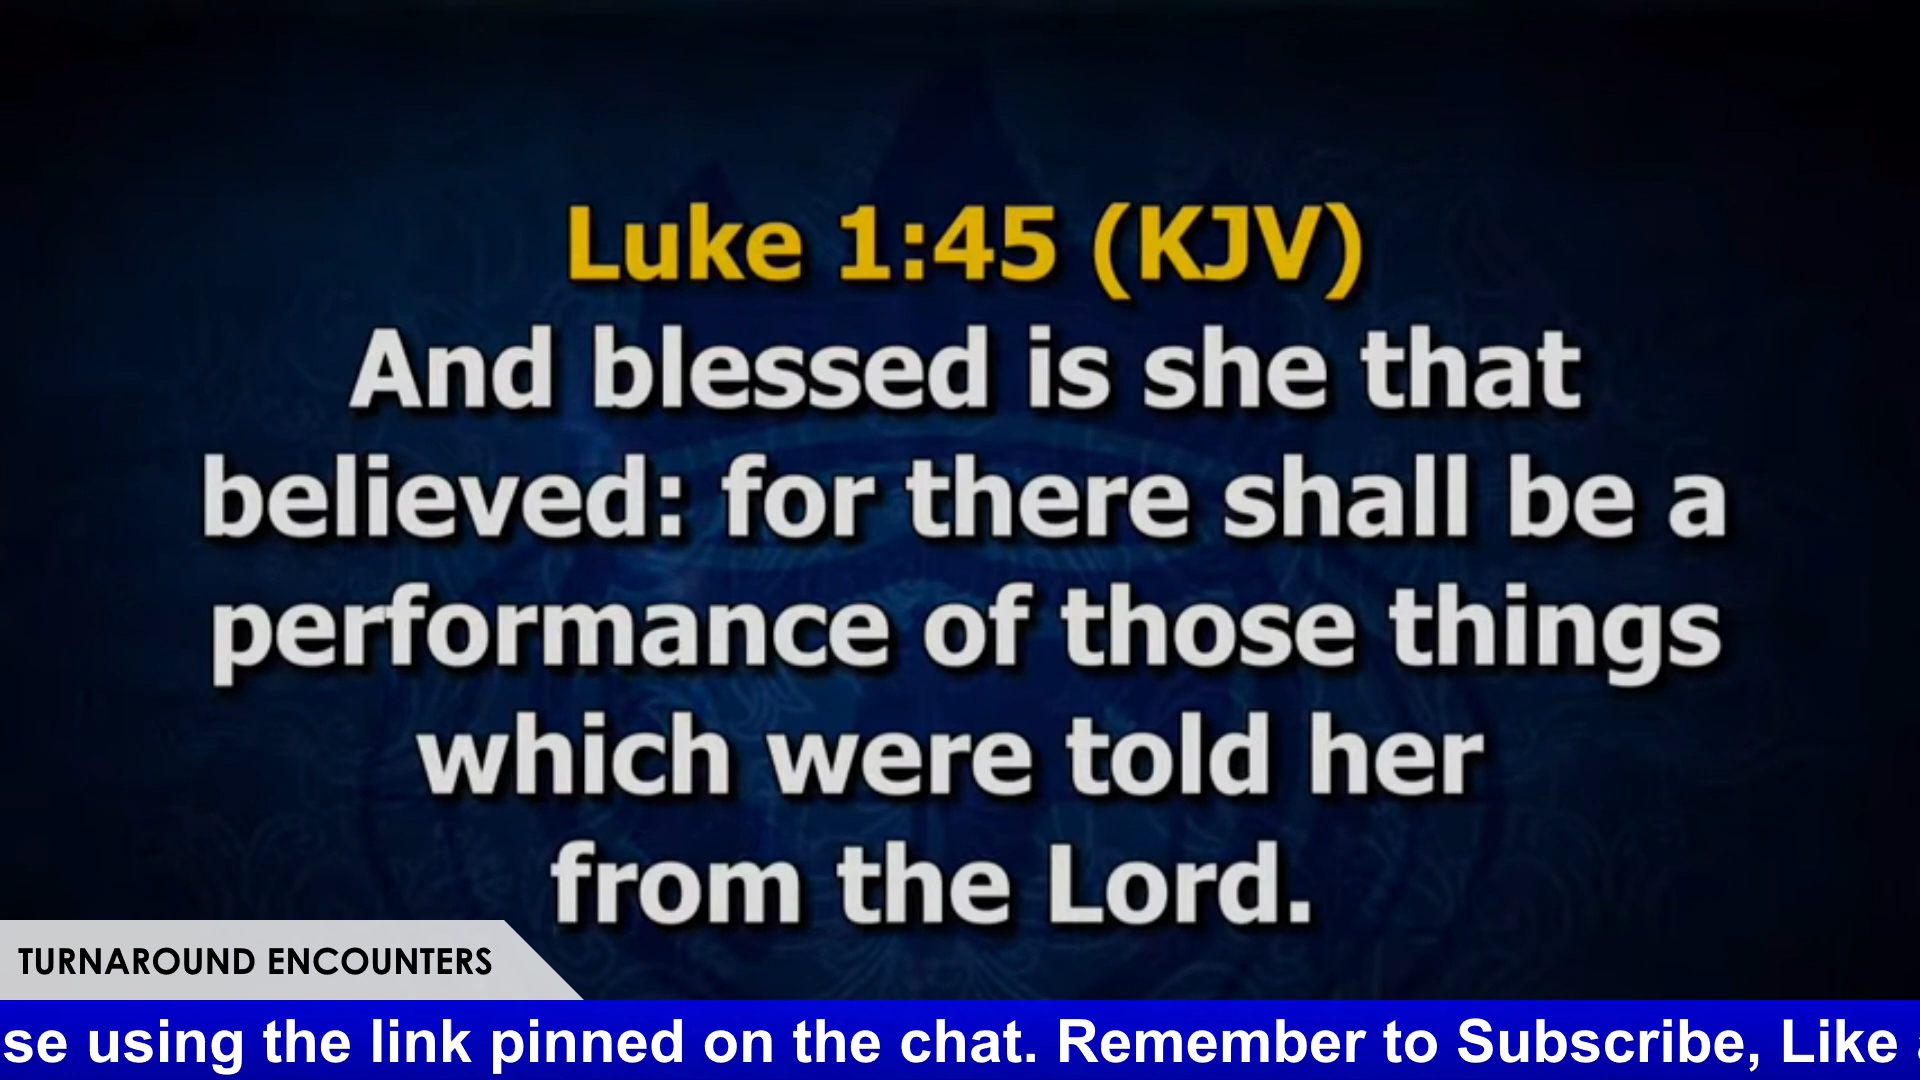 Luke 1:45 (KJV)
And blessed is she that
believed: for there shall be a
performance of those things
which were told her
from the Lord.
TURNAROUND ENCOUNTERS
se using the link pinned on the chat. Remember to Subscribe, Like